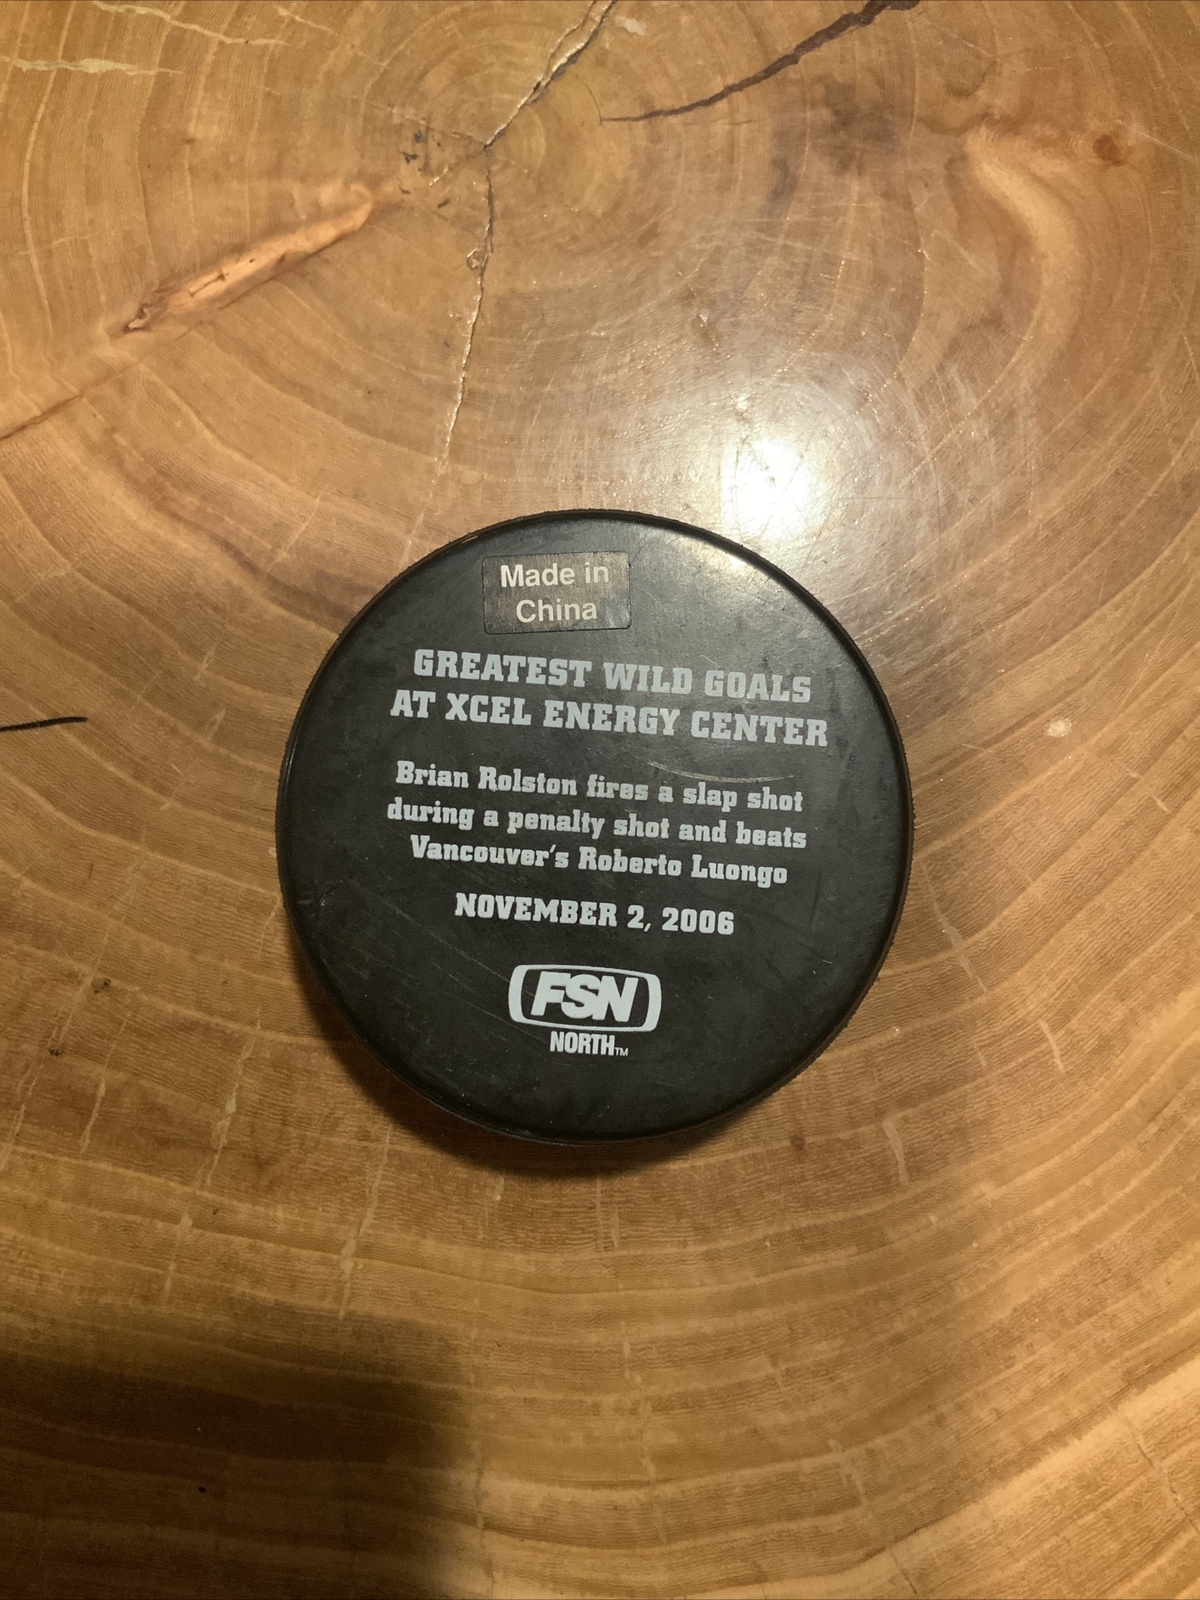 Made in
China
GREATEST WILD GOALS
AT XCEL ENERGY CENTER
Brian Rolston fires a slap shot
during a penalty shot and beats
Vancouver's Roberto Luongo
NOVEMBER 2, 2006
FSN
NORTH™